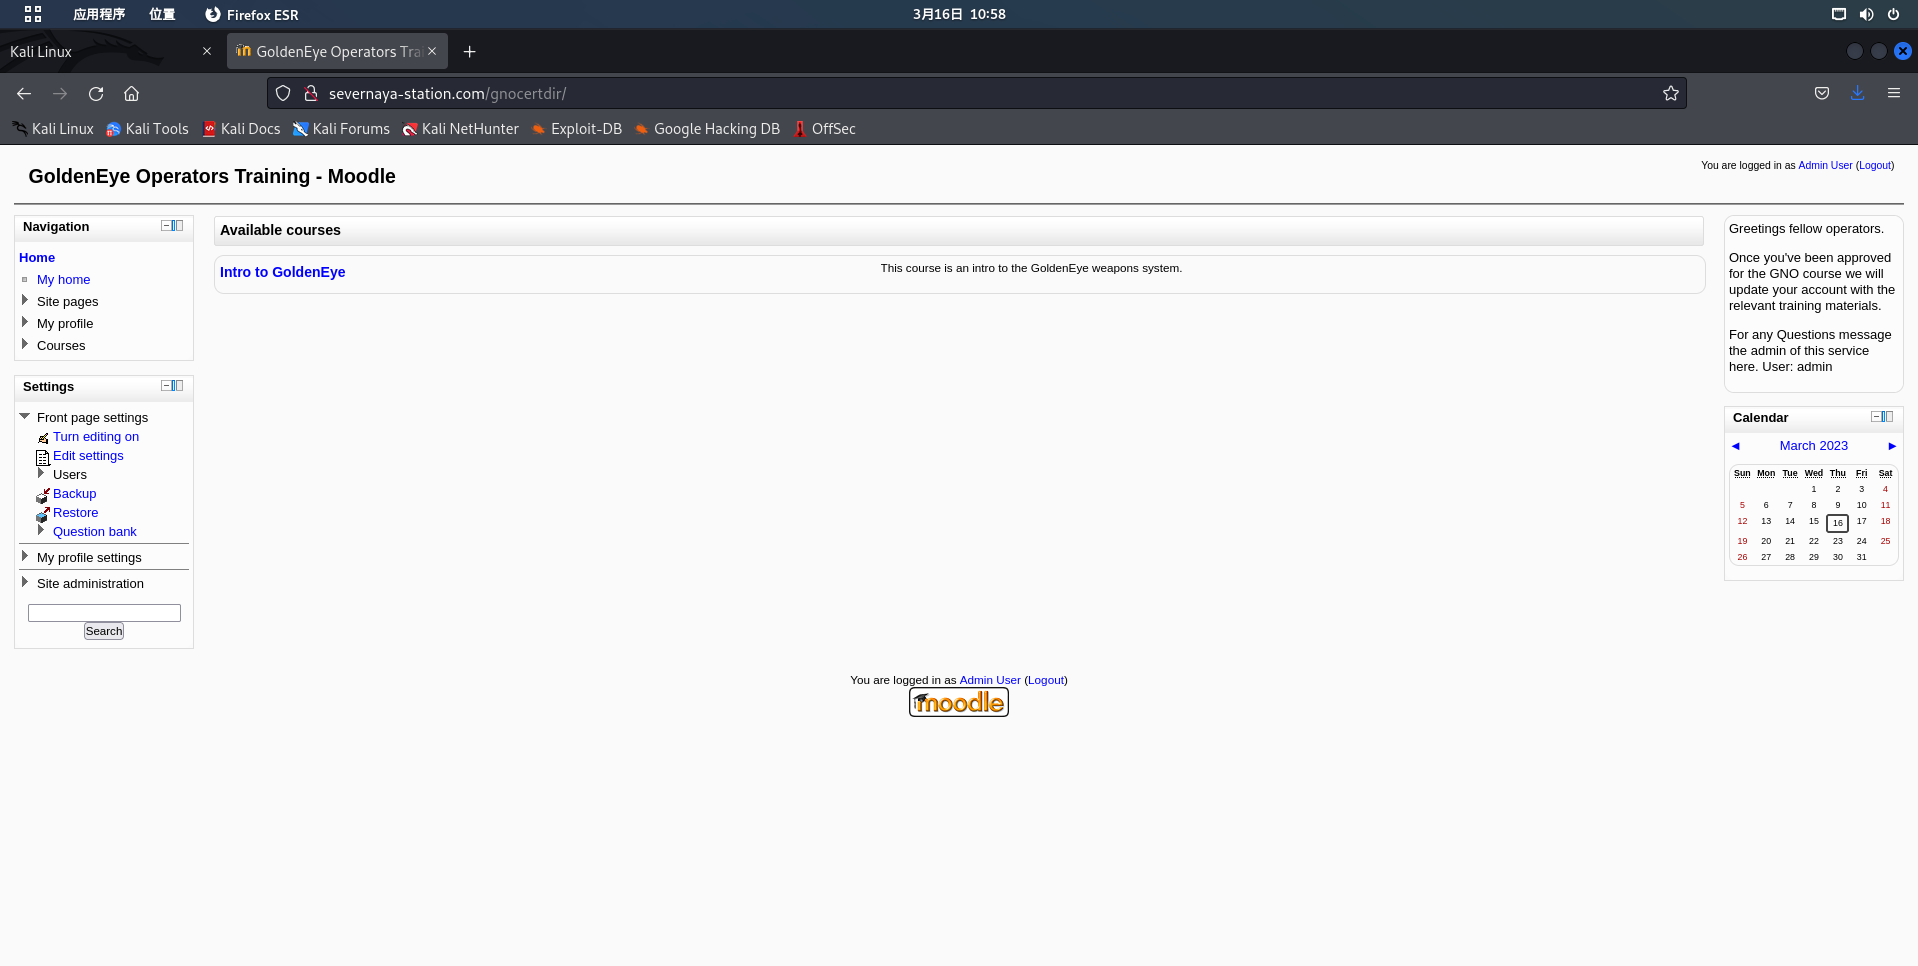 应用程序 位置 Firefox ESR 3月16日 10:58
Kali Linux GoldenEye Operators Trai
severnaya-station.com/gnocertdir/
Kali Linux Kali Tools Kali Docs Kali Forums Kali NetHunter Exploit-DB Google Hacking DB OffSec
GoldenEye Operators Training - Moodle
You are logged in as Admin User (Logout)
Navigation
Home
My home
Site pages
My profile
Courses
Settings
Front page settings
Turn editing on
Edit settings
Users
Backup
Restore
Question bank
My profile settings
Site administration
Search
Available courses
Intro to GoldenEye
This course is an intro to the GoldenEye weapons system.
Greetings fellow operators.
Once you've been approved
for the GNO course we will
update your account with the
relevant training materials.
For any Questions message
the admin of this service
here. User: admin
Calendar
◄ March 2023 ►
Sun Mon Tue Wed Thu Fri Sat
1 2 3 4
5 6 7 8 9 10 11
12 13 14 15 16 17 18
19 20 21 22 23 24 25
26 27 28 29 30 31
You are logged in as Admin User (Logout)
moodle